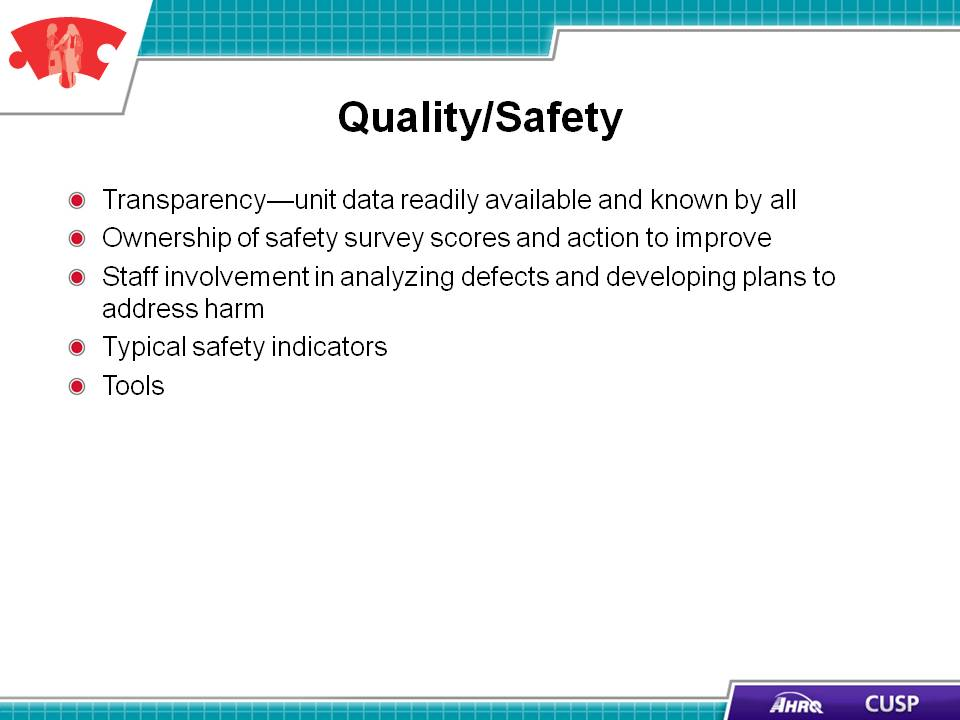 Quality/Safety
Transparency—unit data readily available and known by all
Ownership of safety survey scores and action to improve
Staff involvement in analyzing defects and developing plans to
address harm
Typical safety indicators
Tools
AHRQ
CUSP